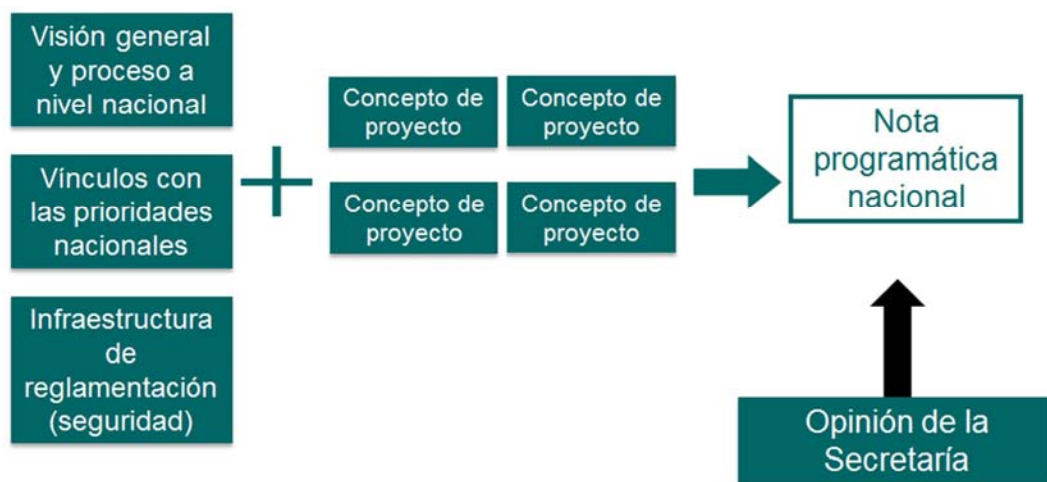 Visión general
y proceso a
nivel nacional
Vínculos con
las prioridades
nacionales
Infraestructura
de
reglamentación
(seguridad)
+
Concepto de
proyecto
Concepto de
proyecto
Concepto de
proyecto
Concepto de
proyecto
Nota
programática
nacional
Opinión de la
Secretaría